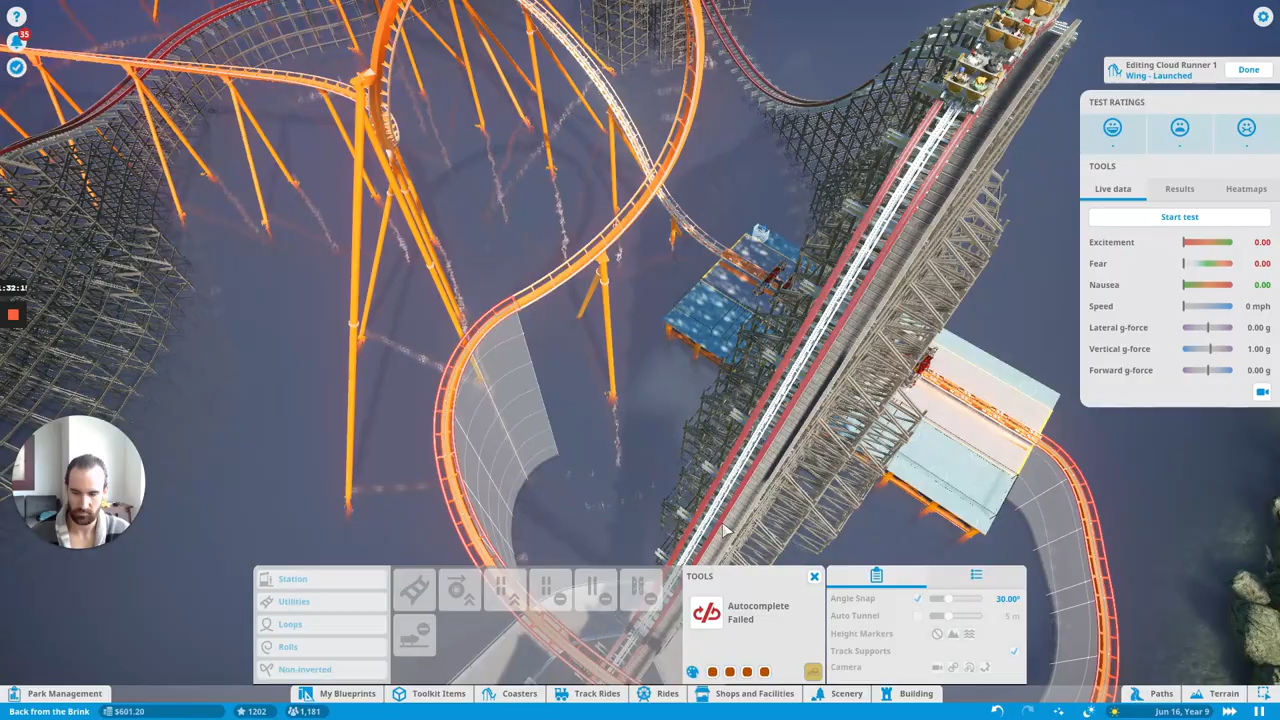 ?
35
Editing Cloud Runner 1
Wing - Launched
Done
TEST RATINGS
- - -
TOOLS
Live data Results Heatmaps
Start test
Excitement 0.00
Fear 0.00
Nausea 0.00
Speed 0 mph
Lateral g-force 0.00 g
Vertical g-force 1.00 g
Forward g-force 0.00 g
Station
Utilities
Loops
Rolls
Non-inverted
TOOLS
Autocomplete
Failed
Angle Snap 30.00°
Auto Tunnel 5 m
Height Markers
Track Supports
Camera
Park Management My Blueprints Toolkit Items Coasters Track Rides Rides Shops and Facilities Scenery Building Paths Terrain
Back from the Brink $601.20 1202 1,181 Jun 16, Year 9